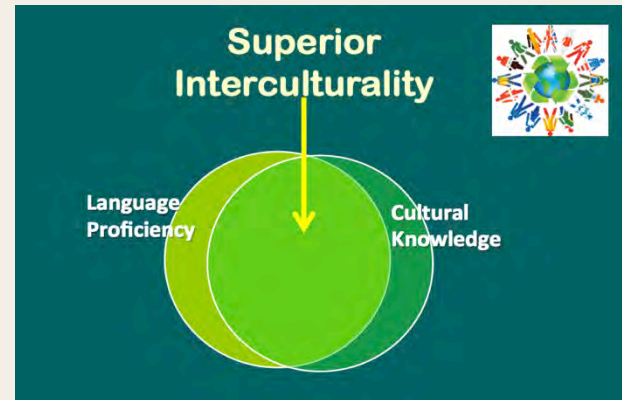 Superior
Interculturality
Language
Proficiency
Cultural
Knowledge